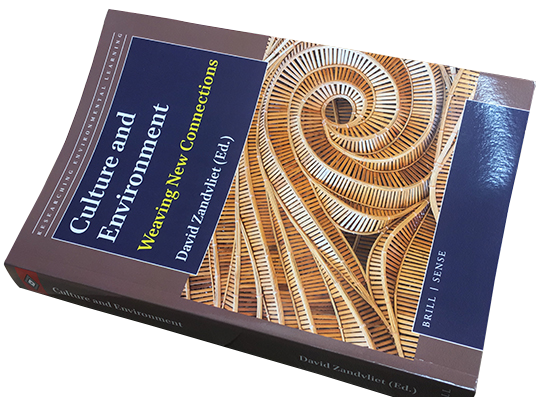 RESEARCHING ENVIRONMENTAL LEARNING
Culture and
Environment
Weaving New Connections
David Zandvliet (Ed.)
BRILL | SENSE
Culture and Environment
David Zandvliet (Ed.)